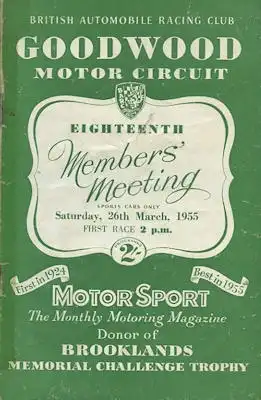 BRITISH AUTOMOBILE RACING CLUB
GOODWOOD
MOTOR CIRCUIT
EIGHTEENTH
Members'
Meeting
SPORTS CARS ONLY
Saturday, 26th March, 1955
FIRST RACE 2 p.m.
PROGRAMME
2/-
First in 1924
Best in 1955
MOTOR SPORT
The Monthly Motoring Magazine
Donor of
BROOKLANDS
MEMORIAL CHALLENGE TROPHY